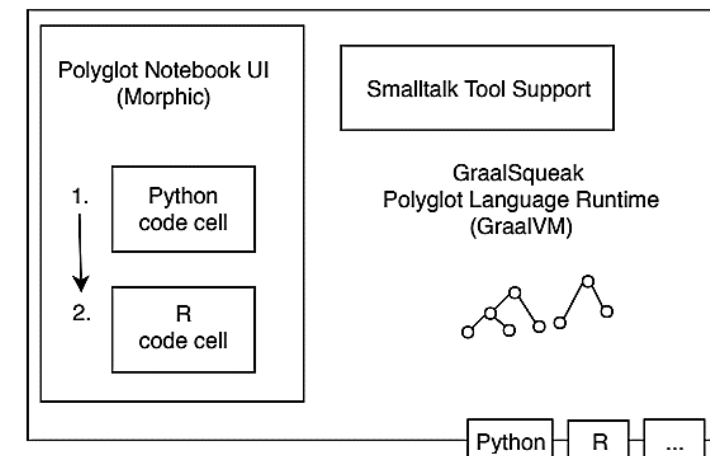 Polyglot Notebook UI
(Morphic)
1.
Python
code cell
2.
R
code cell
Smalltalk Tool Support
GraalSqueak
Polyglot Language Runtime
(GraalVM)
Python
R
...